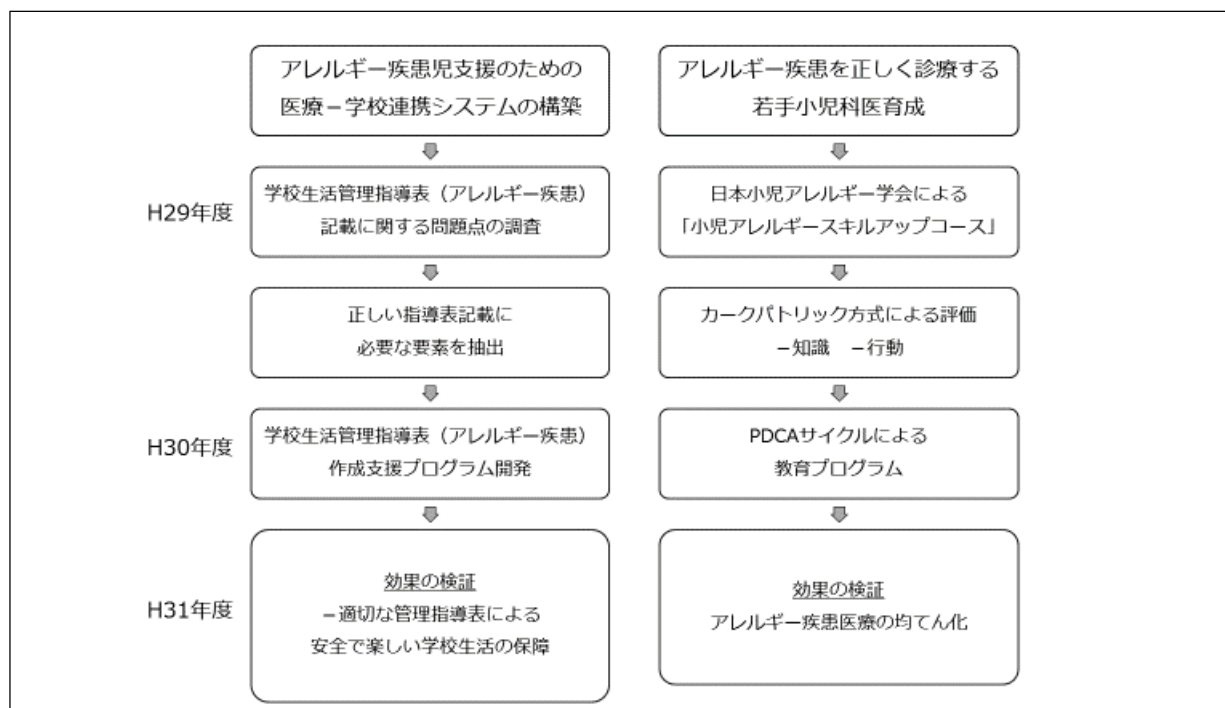 アレルギー疾患児支援のための
医療－学校連携システムの構築
アレルギー疾患を正しく診療する
若手小児科医育成
H29年度
学校生活管理指導表（アレルギー疾患）
記載に関する問題点の調査
日本小児アレルギー学会による
「小児アレルギースキルアップコース」
正しい指導表記載に
必要な要素を抽出
カークパトリック方式による評価
－知識　－行動
H30年度
学校生活管理指導表（アレルギー疾患）
作成支援プログラム開発
PDCAサイクルによる
教育プログラム
H31年度
効果の検証
－適切な管理指導表による
安全で楽しい学校生活の保障
効果の検証
アレルギー疾患医療の均てん化